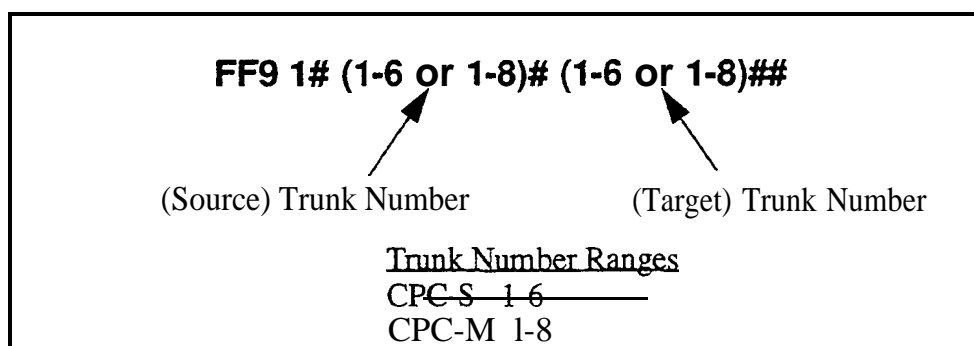 FF9 1# (1-6 or 1-8)# (1-6 or 1-8)##
(Source) Trunk Number (Target) Trunk Number
Trunk Number Ranges
CPC-S 1-6
CPC-M 1-8